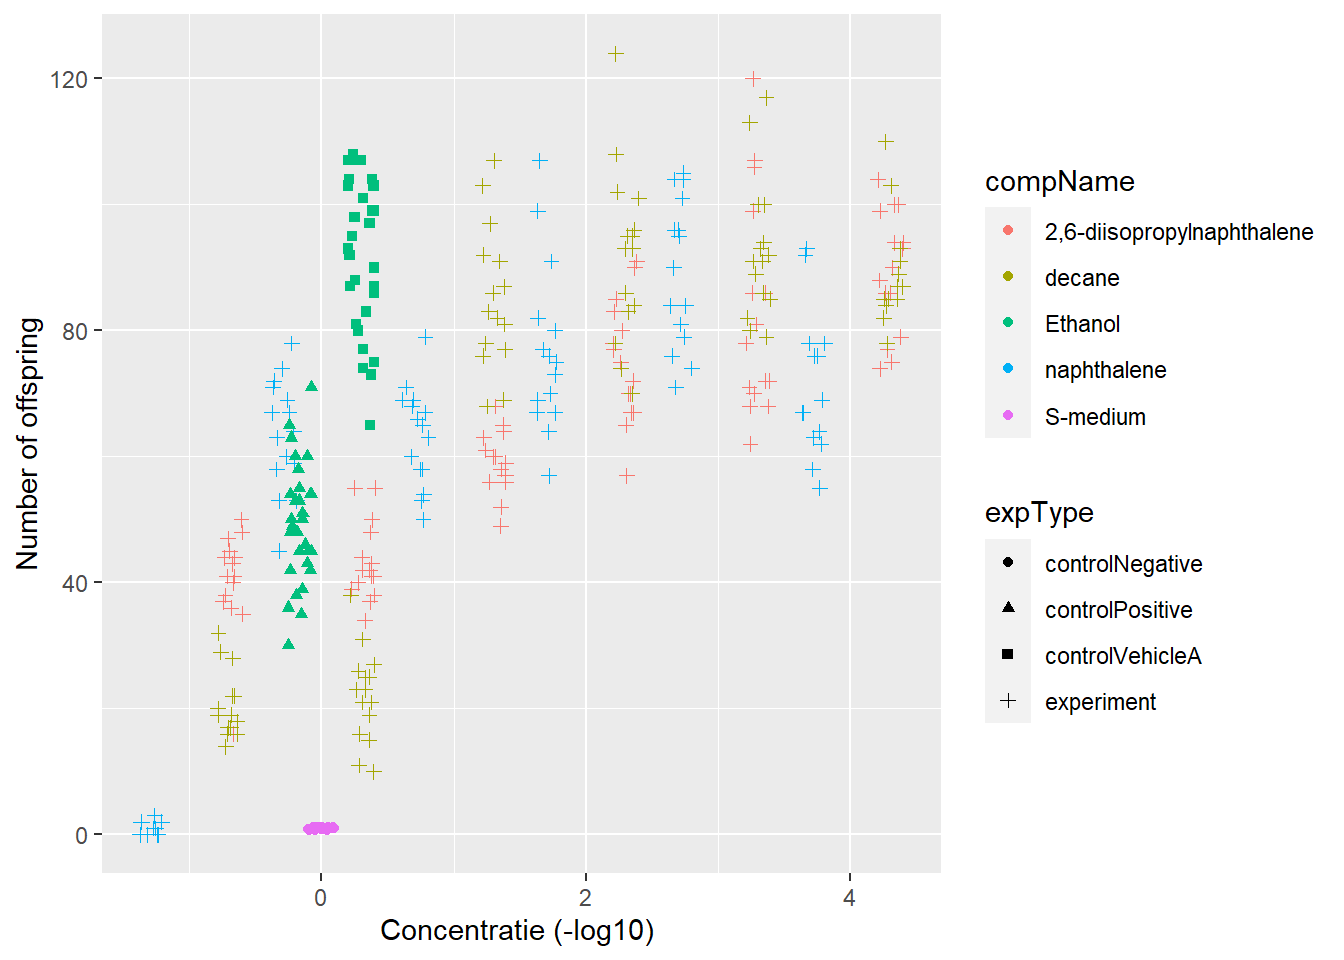 120
80
40
0
Number of offspring
0
2
4
Concentratie (-log10)
compName
2,6-diisopropylnaphthalene
decane
Ethanol
naphthalene
S-medium
expType
controlNegative
controlPositive
controlVehicleA
experiment